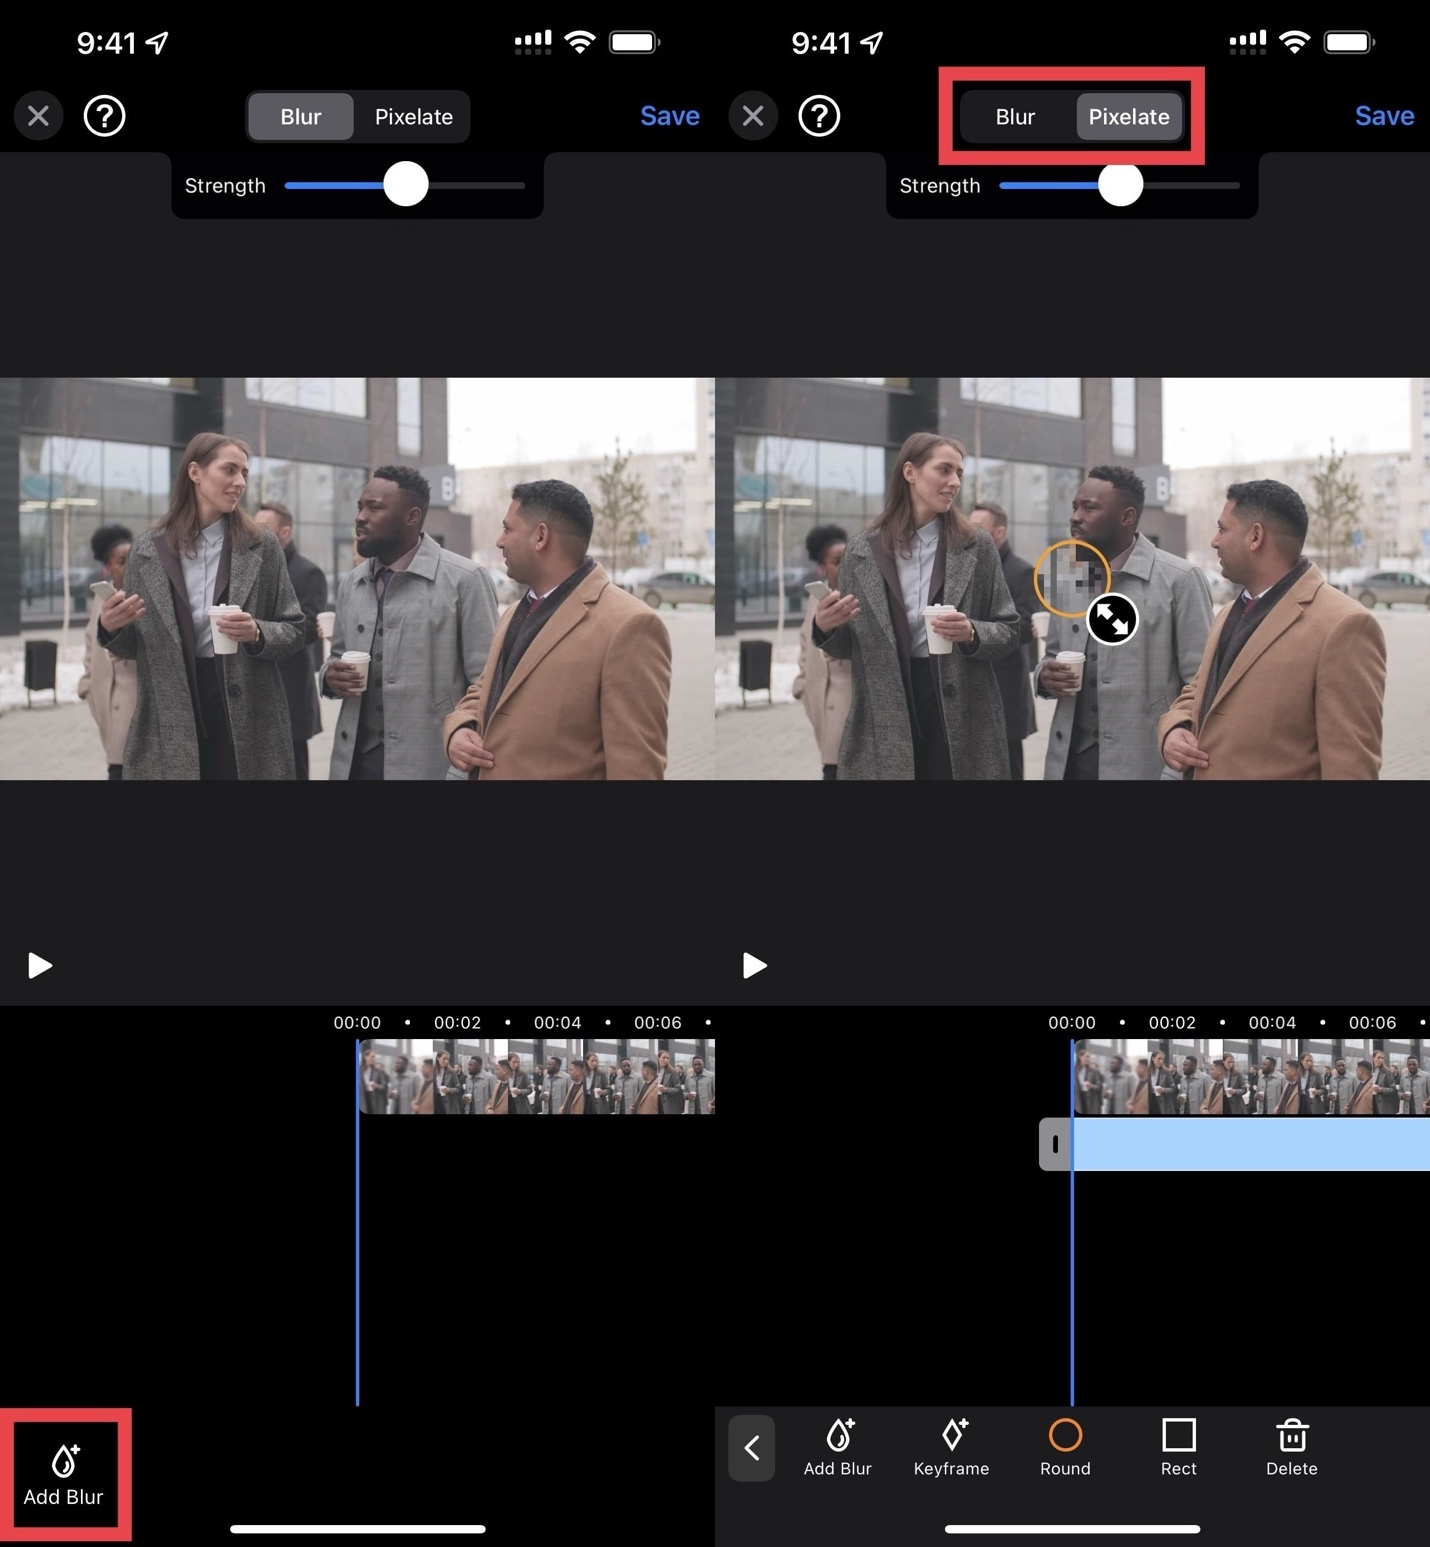 9:41
Blur Pixelate Save
Strength
00:00 00:02 00:04 00:06
Add Blur
9:41
Blur Pixelate Save
Strength
B
00:00 00:02 00:04 00:06
Add Blur Keyframe Round Rect Delete